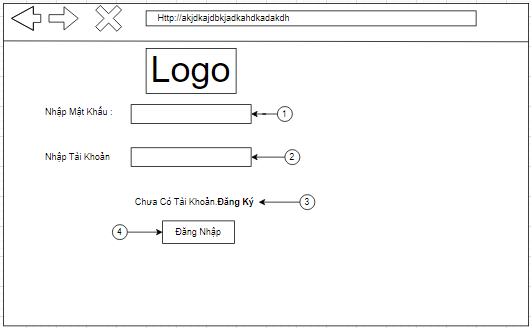 Http://akjdkajdbkjadkahdkadakdh
Logo
Nhập Mật Khẩu :
1
Nhập Tài Khoản
2
Chưa Có Tài Khoản.Đăng Ký
3
4
Đăng Nhập